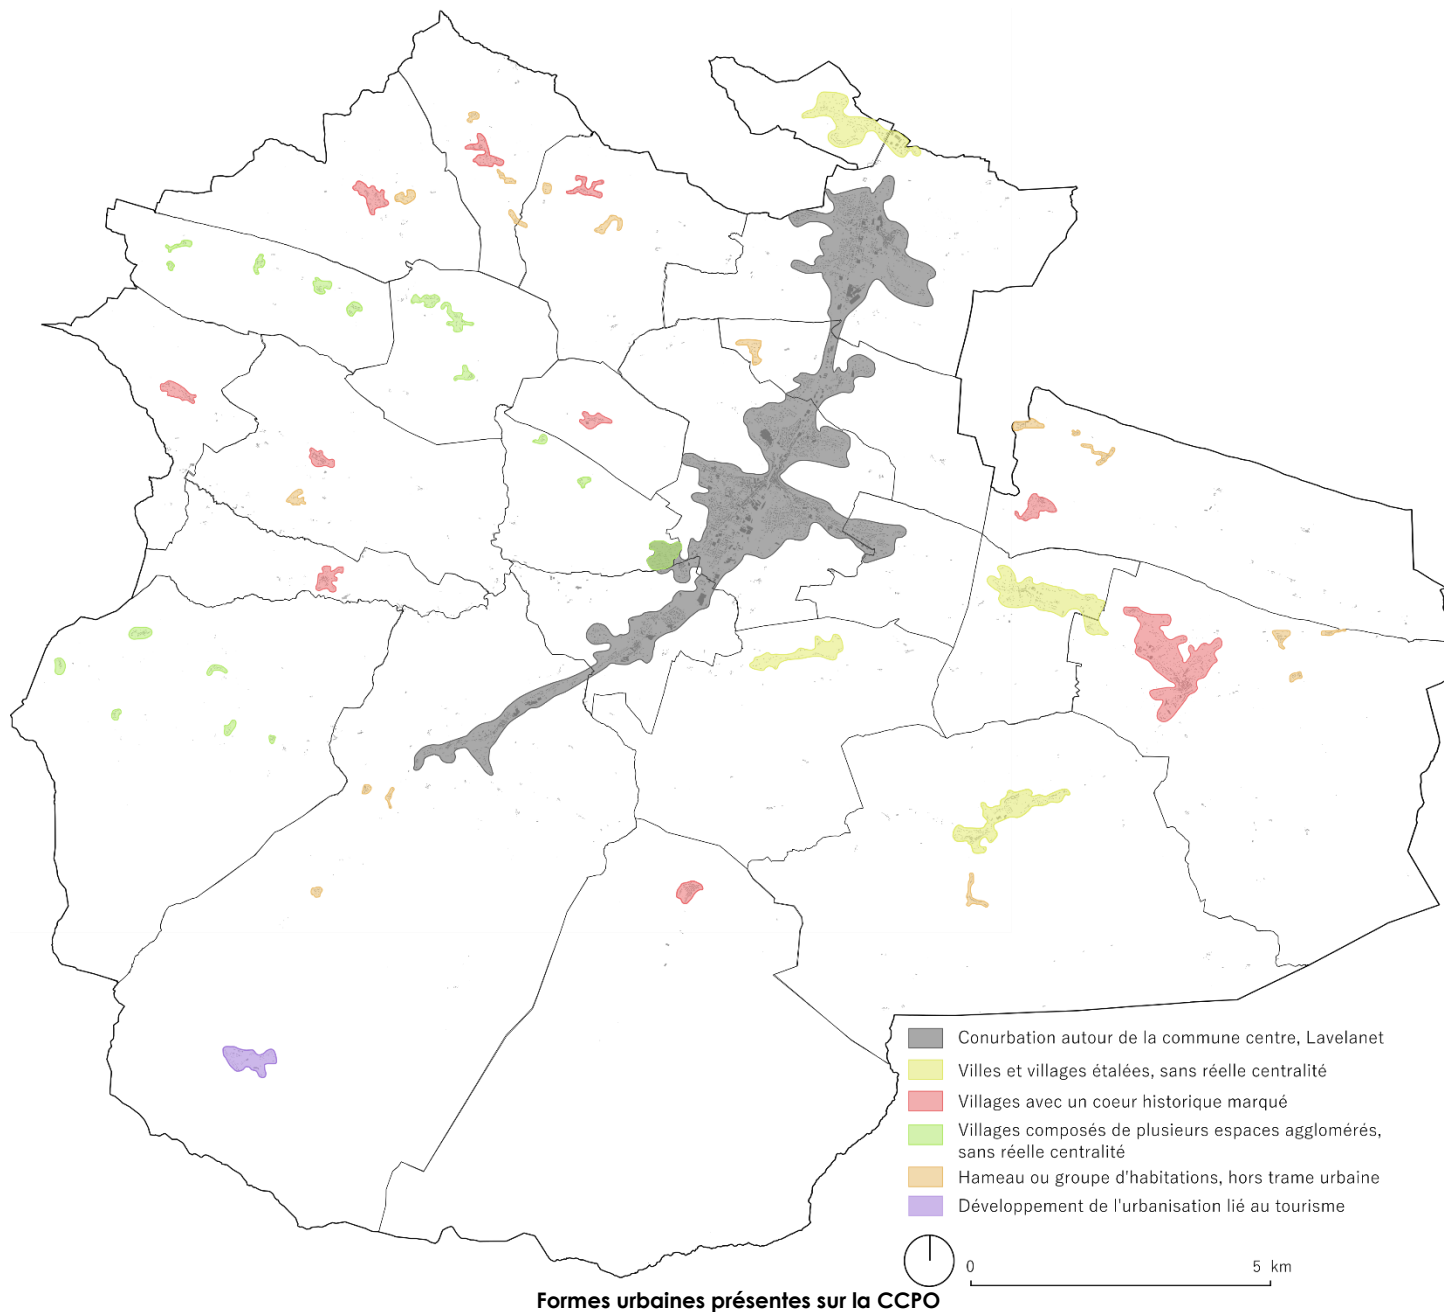 Conurbation autour de la commune centre, Lavelanet
Villes et villages étalées, sans réelle centralité
Villages avec un coeur historique marqué
Villages composés de plusieurs espaces agglomérés,
sans réelle centralité
Hameau ou groupe d'habitations, hors trame urbaine
Développement de l'urbanisation lié au tourisme
0 5 km
Formes urbaines présentes sur la CCPO